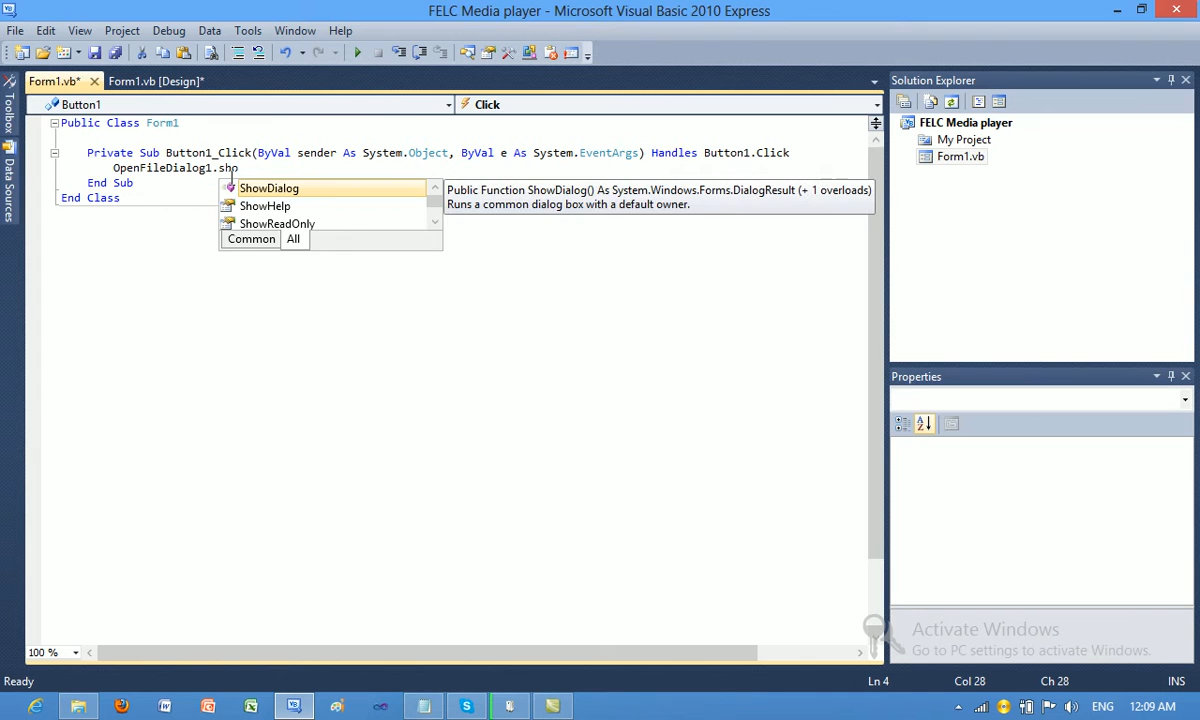 FELC Media player - Microsoft Visual Basic 2010 Express
File Edit View Project Debug Data Tools Window Help
Form1.vb* Form1.vb [Design]*
Button1 Click
Toolbox
Data Sources
Public Class Form1
Private Sub Button1_Click(ByVal sender As System.Object, ByVal e As System.EventArgs) Handles Button1.Click
OpenFileDialog1.sho
End Sub
End Class
ShowDialog
ShowHelp
ShowReadOnly
Common All
Public Function ShowDialog() As System.Windows.Forms.DialogResult (+ 1 overloads)
Runs a common dialog box with a default owner.
Solution Explorer
FELC Media player
My Project
Form1.vb
Properties
A
Z
Activate Windows
Go to PC settings to activate Windows.
100 %
Ready Ln 4 Col 28 Ch 28 INS
ENG 12:09 AM